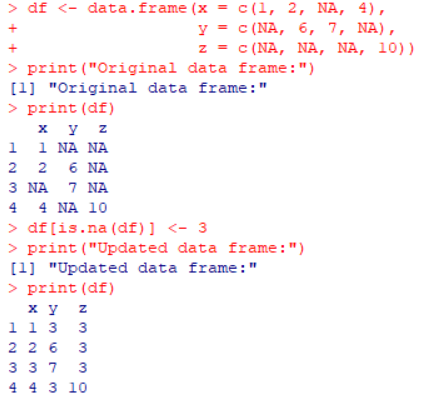 > df <- data.frame(x = c(1, 2, NA, 4),
+                  y = c(NA, 6, 7, NA),
+                  z = c(NA, NA, NA, 10))
> print("Original data frame:")
[1] "Original data frame:"
> print(df)
   x  y  z
1  1 NA NA
2  2  6 NA
3 NA  7 NA
4  4 NA 10
> df[is.na(df)] <- 3
> print("Updated data frame:")
[1] "Updated data frame:"
> print(df)
  x y  z
1 1 3  3
2 2 6  3
3 3 7  3
4 4 3 10